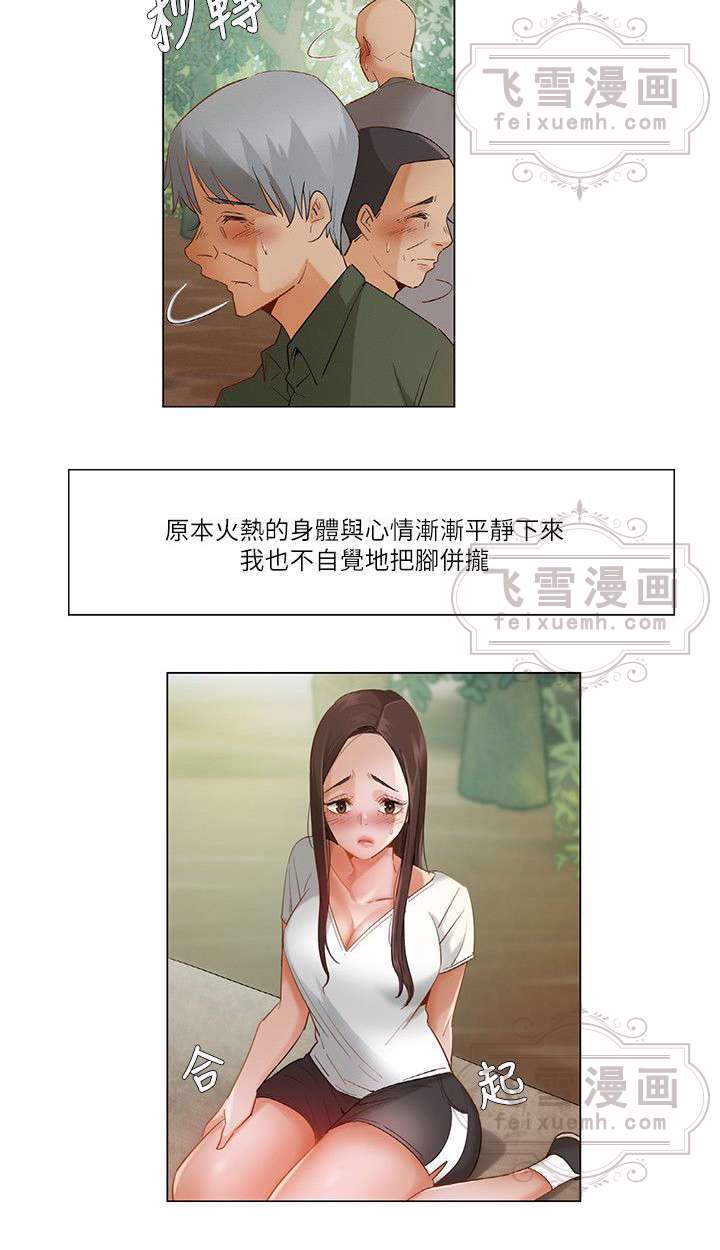 秒轉
飞雪漫画
feixuemh.com
原本火熱的身體與心情漸漸平靜下來
我也不自覺地把腳併攏
飞雪漫画
feixuemh.com
合
起
飞雪漫画
feixuemh.com